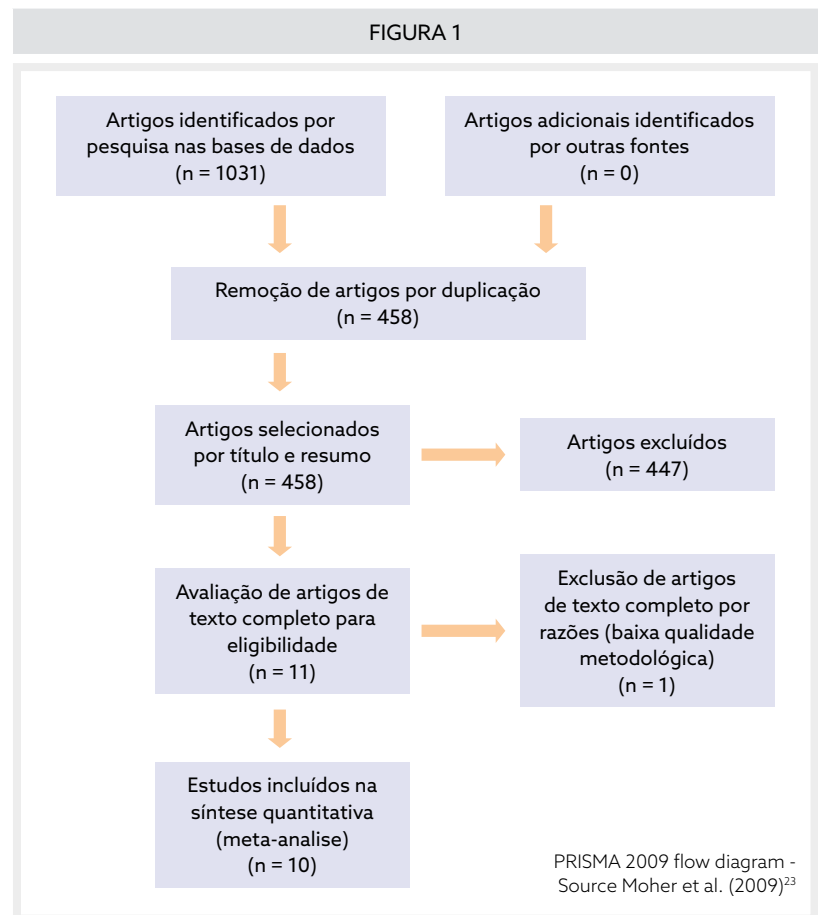 FIGURA 1
Artigos identificados por
pesquisa nas bases de dados
(n = 1031)
Artigos adicionais identificados
por outras fontes
(n = 0)
Remoção de artigos por duplicação
(n = 458)
Artigos selecionados
por título e resumo
(n = 458)
Artigos excluídos
(n = 447)
Avaliação de artigos de
texto completo para
eligibilidade
(n = 11)
Exclusão de artigos
de texto completo por
razões (baixa qualidade
metodológica)
(n = 1)
Estudos incluídos na
síntese quantitativa
(meta-analise)
(n = 10)
PRISMA 2009 flow diagram -
Source Moher et al. (2009)²³